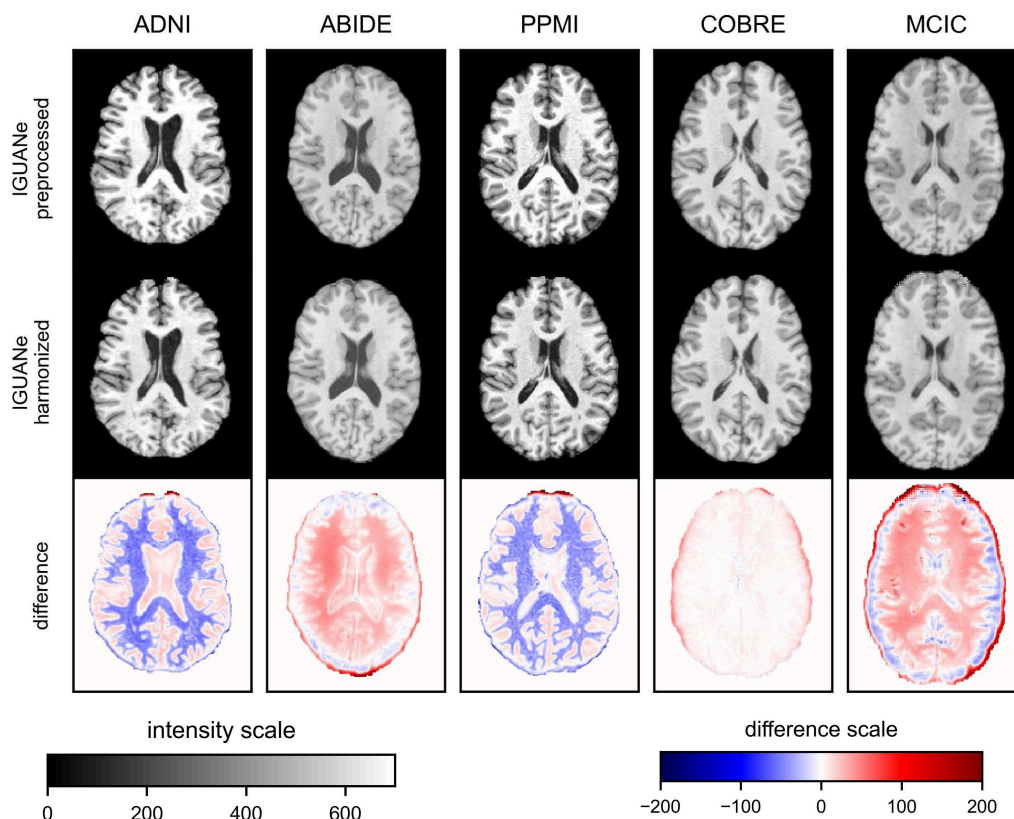 ADNI ABIDE PPMI COBRE MCIC
IGUANe
preprocessed
IGUANe
harmonized
difference
intensity scale
0 200 400 600
difference scale
−200 −100 0 100 200